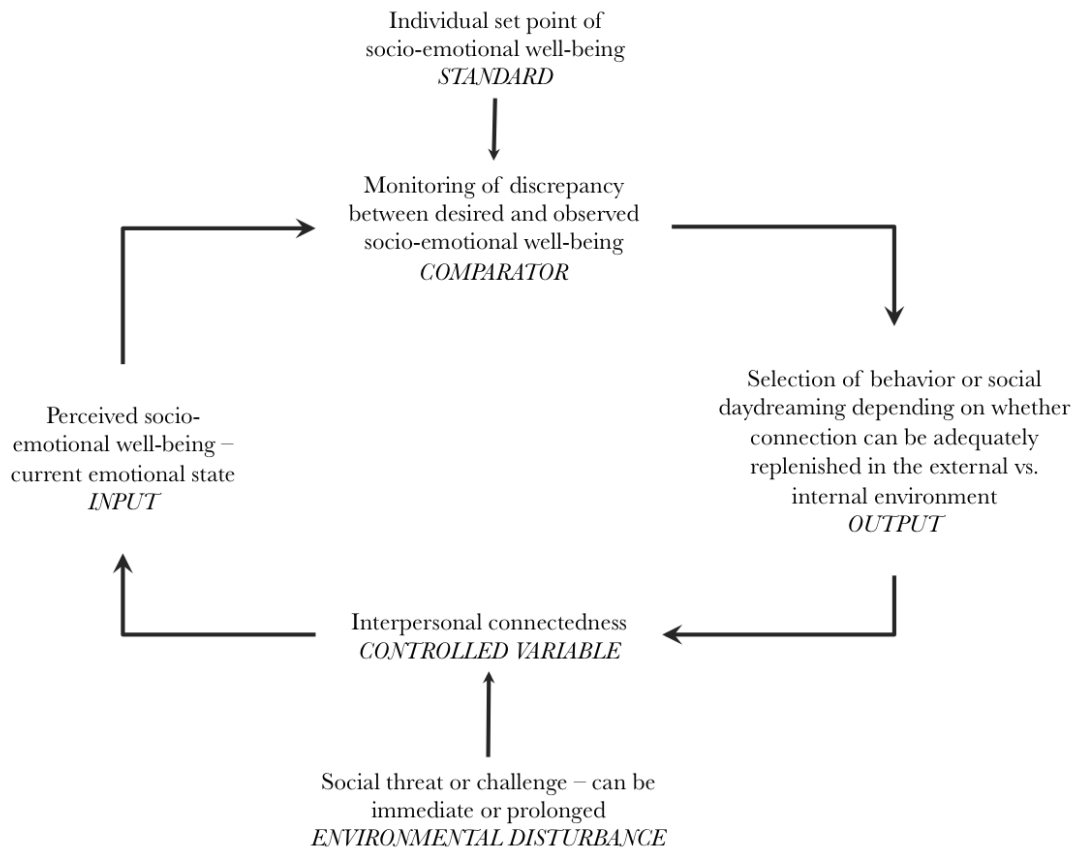 Individual set point of
socio-emotional well-being
STANDARD
Monitoring of discrepancy
between desired and observed
socio-emotional well-being
COMPARATOR
Selection of behavior or social
daydreaming depending on whether
connection can be adequately
replenished in the external vs.
internal environment
OUTPUT
Perceived socio-
emotional well-being –
current emotional state
INPUT
Interpersonal connectedness
CONTROLLED VARIABLE
Social threat or challenge – can be
immediate or prolonged
ENVIRONMENTAL DISTURBANCE